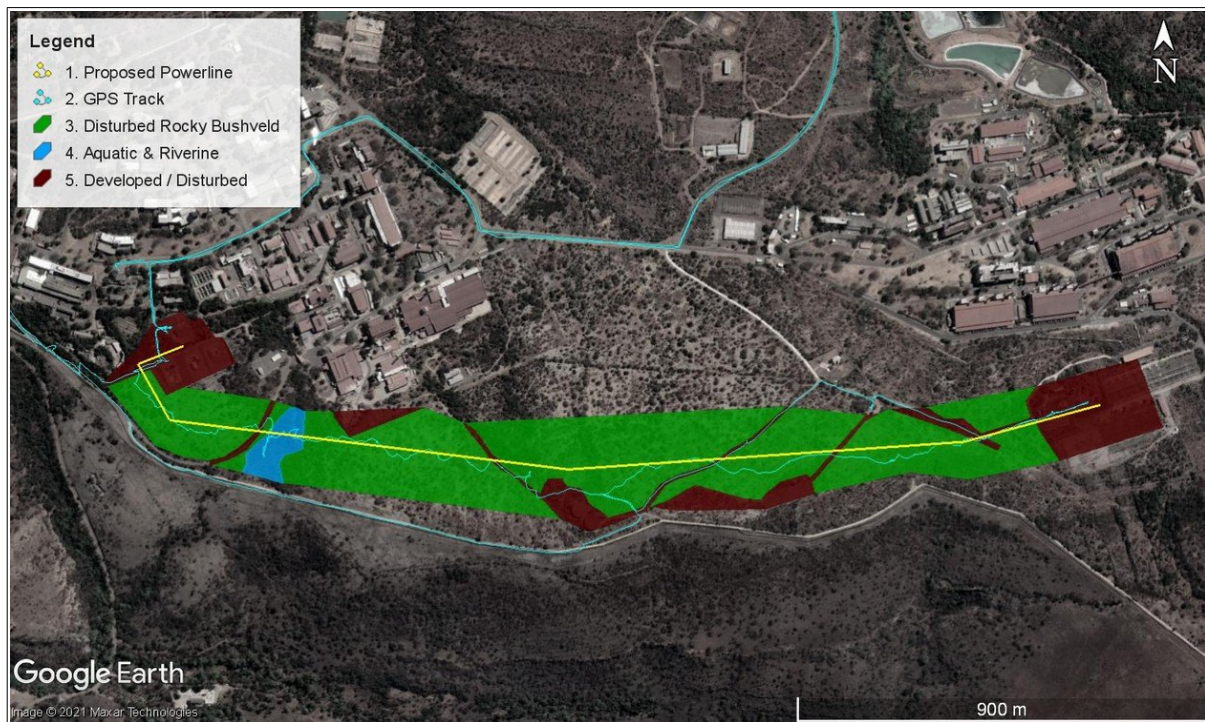 Legend
1. Proposed Powerline
2. GPS Track
3. Disturbed Rocky Bushveld
4. Aquatic & Riverine
5. Developed / Disturbed
N
Google Earth
Image © 2021 Maxar Technologies
900 m